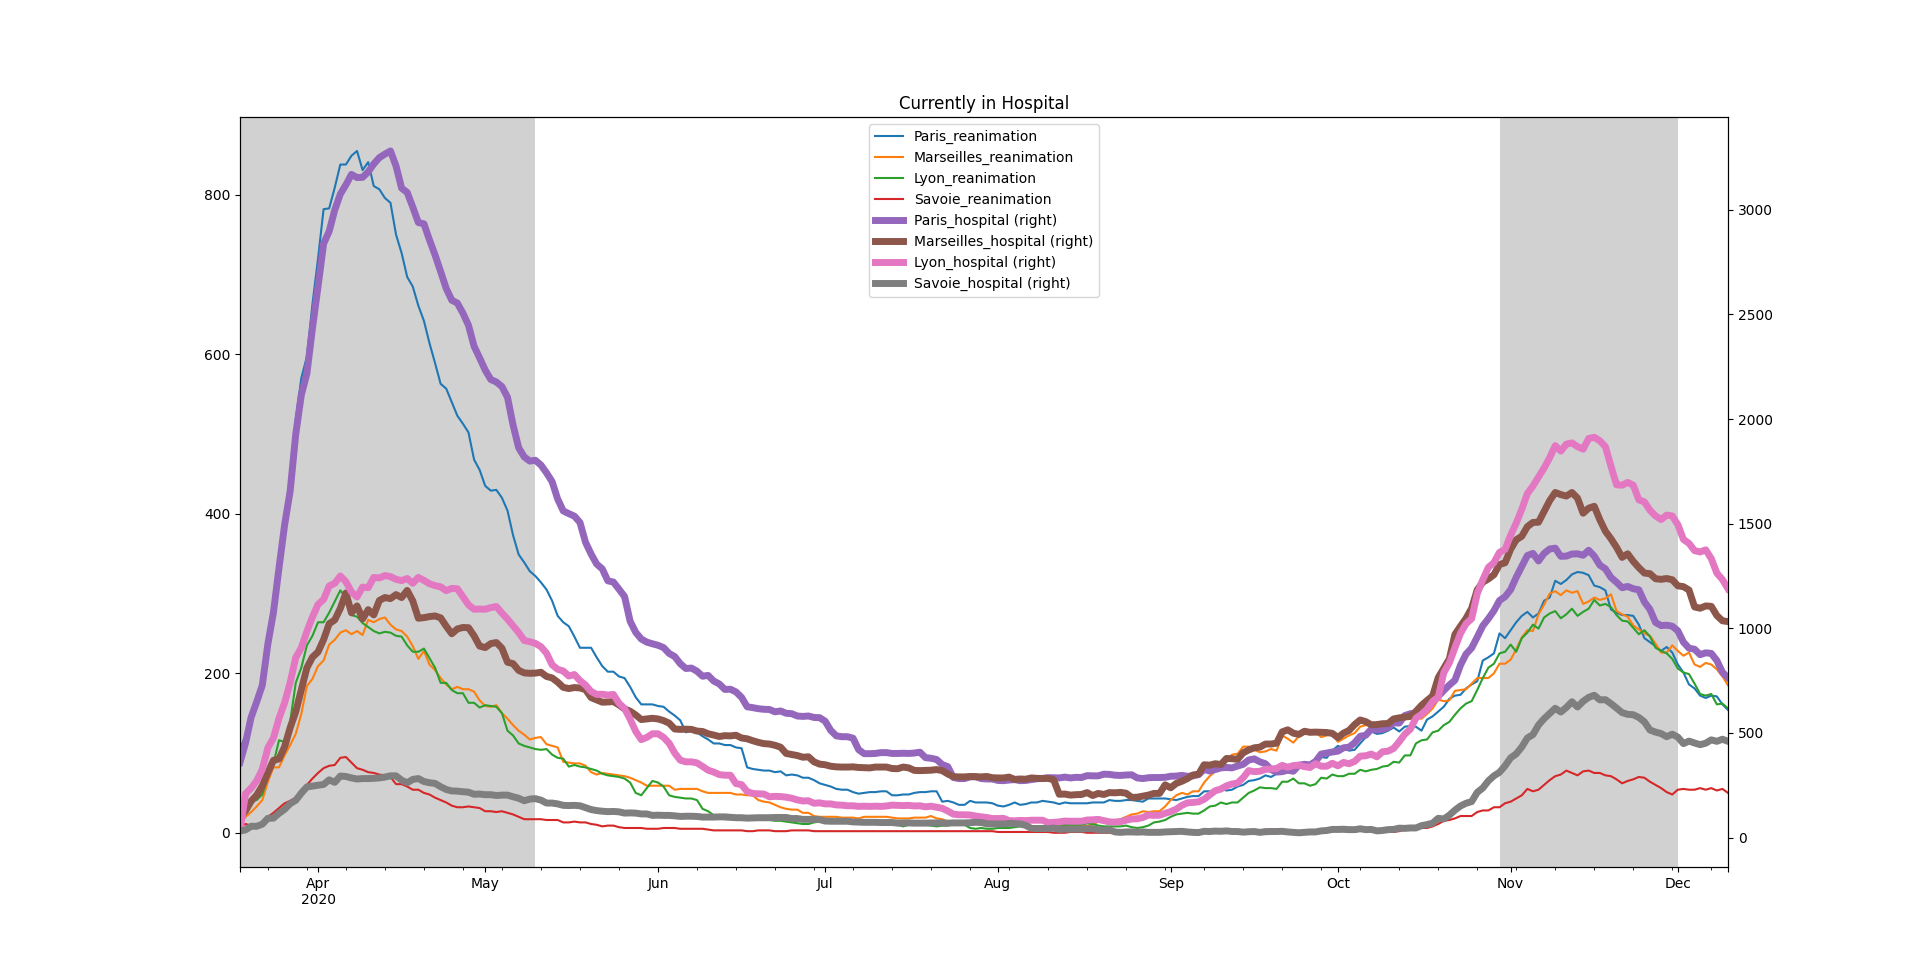 Currently in Hospital
Paris_reanimation
Marseilles_reanimation
Lyon_reanimation
Savoie_reanimation
Paris_hospital (right)
Marseilles_hospital (right)
Lyon_hospital (right)
Savoie_hospital (right)
800
600
400
200
0
3000
2500
2000
1500
1000
500
0
Apr May Jun Jul Aug Sep Oct Nov Dec
2020